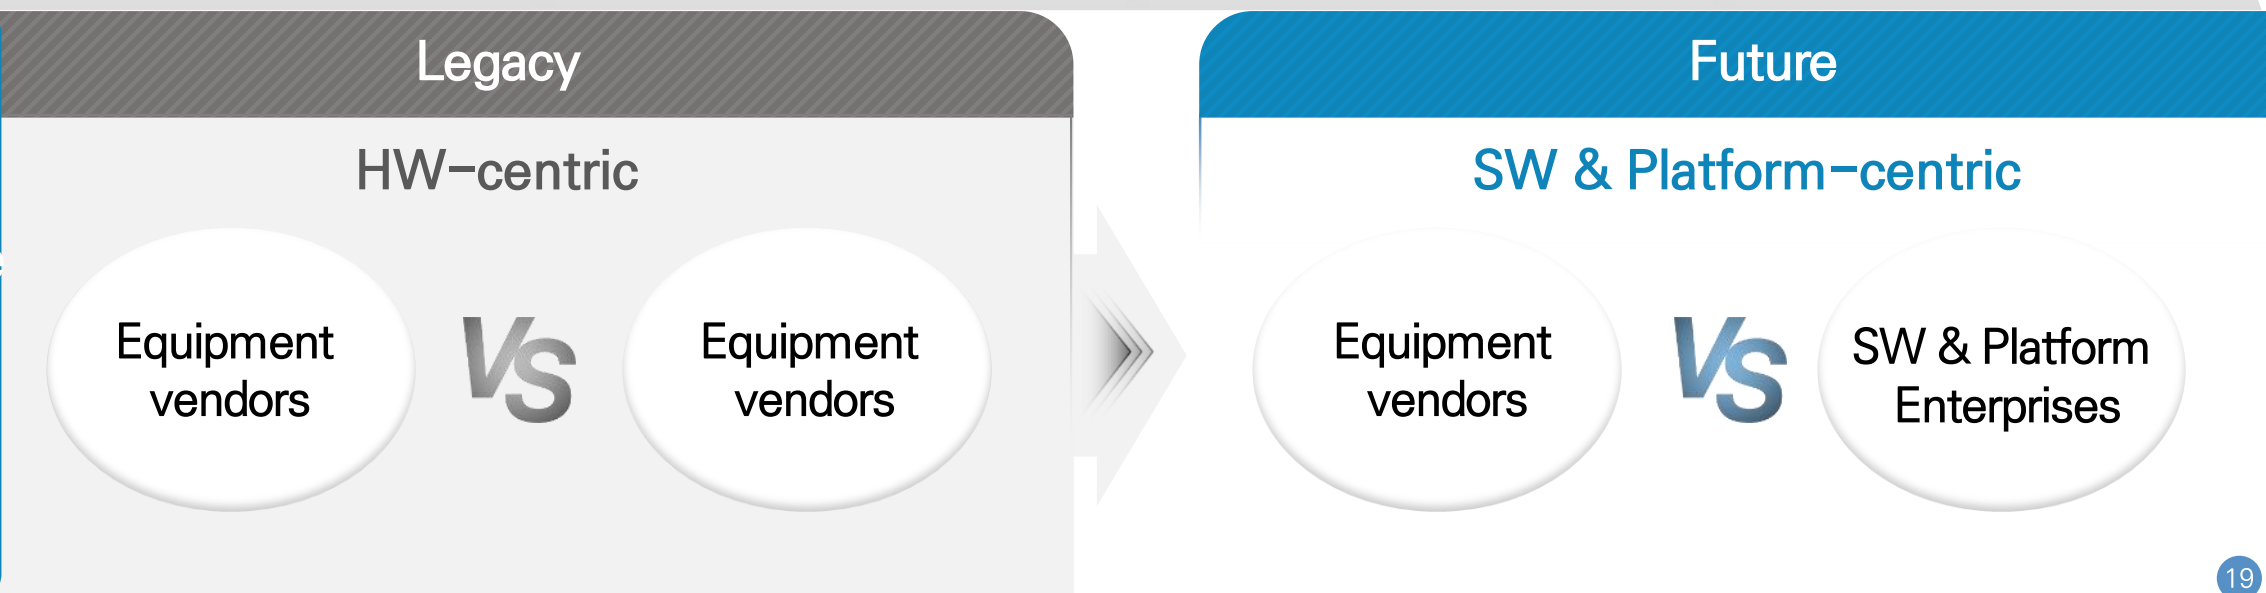 Legacy
HW-centric
Equipment
vendors
VS
Equipment
vendors
Future
SW & Platform-centric
Equipment
vendors
VS
SW & Platform
Enterprises
19